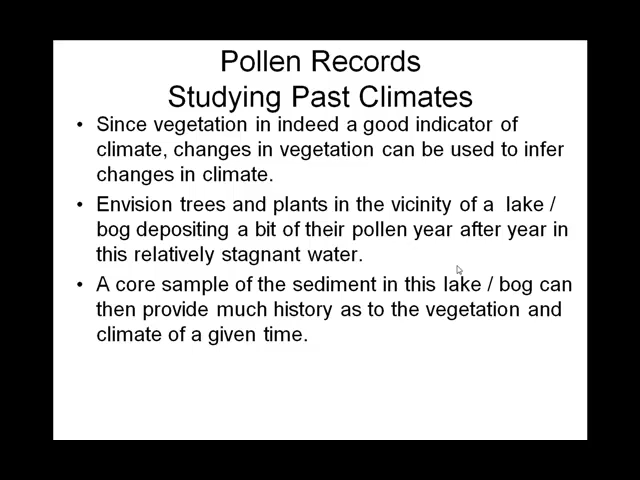 Pollen Records
Studying Past Climates
• Since vegetation in indeed a good indicator of
climate, changes in vegetation can be used to infer
changes in climate.
• Envision trees and plants in the vicinity of a lake /
bog depositing a bit of their pollen year after year in
this relatively stagnant water.
• A core sample of the sediment in this lake / bog can
then provide much history as to the vegetation and
climate of a given time.